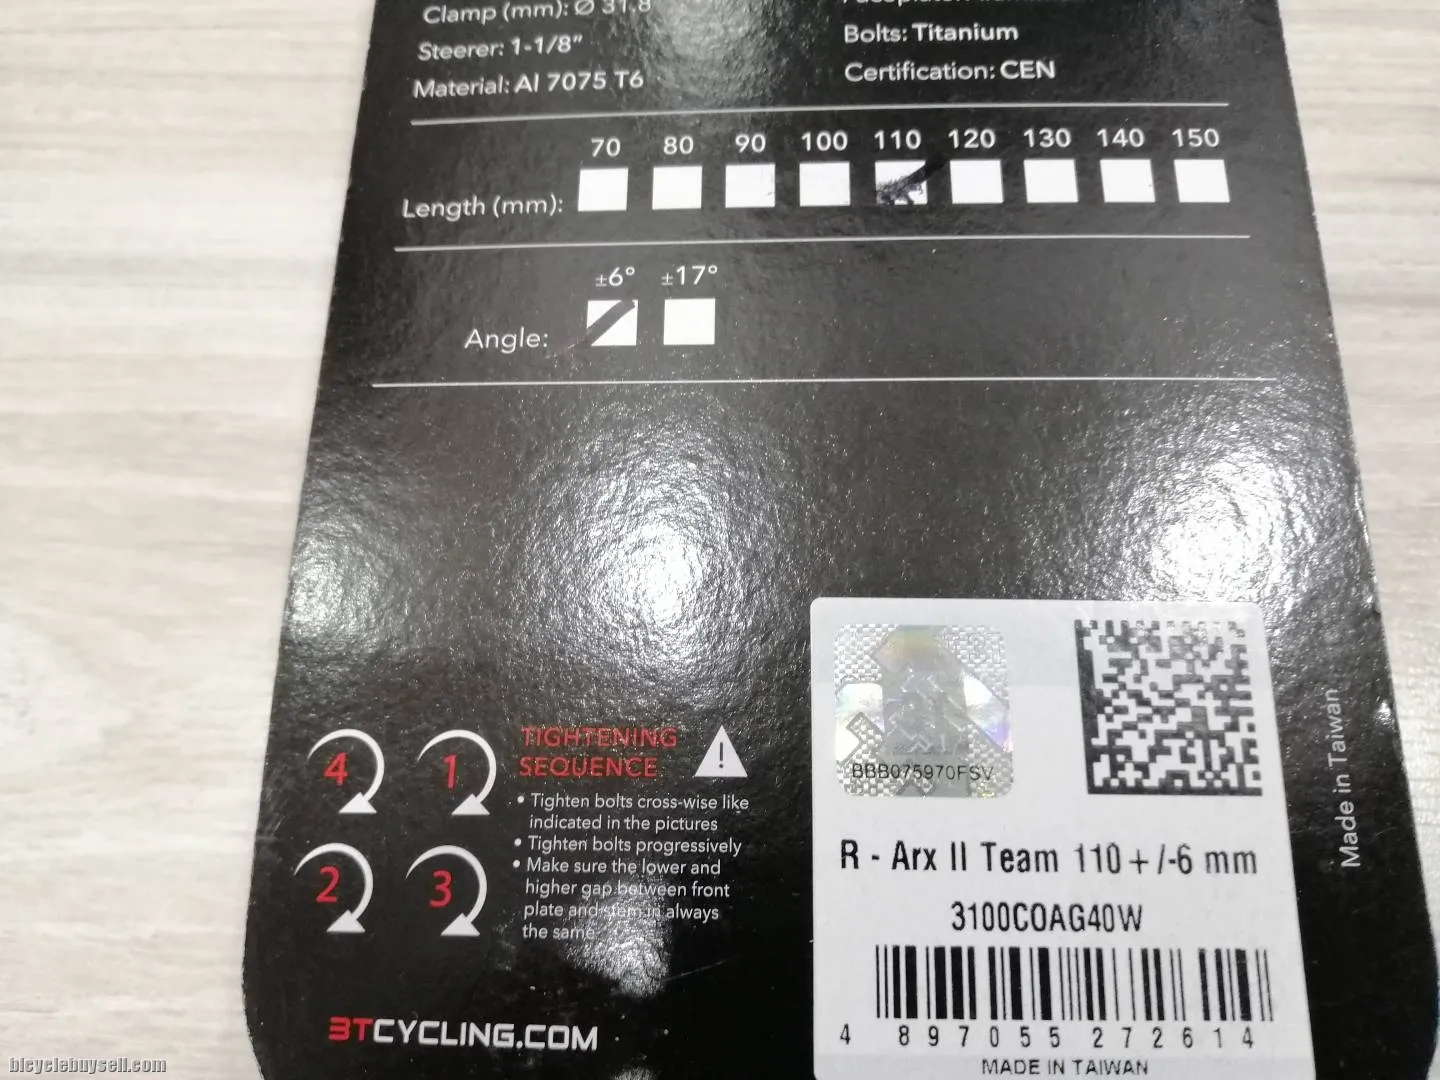 Clamp (mm): Ø 31.8
Steerer: 1-1/8"
Material: Al 7075 T6
Bolts: Titanium
Certification: CEN
70 80 90 100 110 120 130 140 150
Length (mm):
±6° ±17°
Angle:
4 1
2 3
TIGHTENING
SEQUENCE
• Tighten bolts cross-wise like
indicated in the pictures
• Tighten bolts progressively
• Make sure the lower and
higher gap between front
plate and stem is always
the same
3TCYCLING.COM
BBB075970FSV
R - Arx II Team 110 +/-6 mm
3100COAG40W
4 897055 272614
MADE IN TAIWAN
Made in Taiwan
bicyclebuysell.com